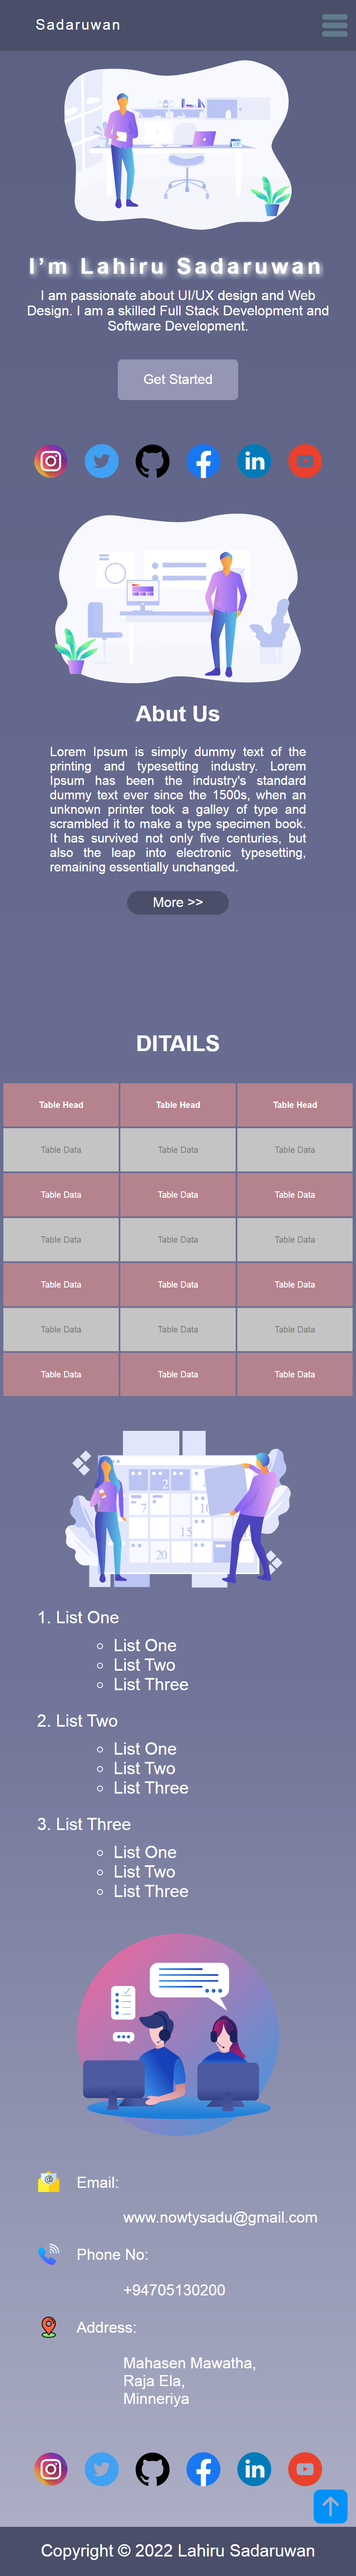 Sadaruwan
I'm Lahiru Sadaruwan
I am passionate about UI/UX design and Web
Design. I am a skilled Full Stack Development and
Software Development.
Get Started
Abut Us
Lorem Ipsum is simply dummy text of the
printing and typesetting industry. Lorem
Ipsum has been the industry's standard
dummy text ever since the 1500s, when an
unknown printer took a galley of type and
scrambled it to make a type specimen book.
It has survived not only five centuries, but
also the leap into electronic typesetting,
remaining essentially unchanged.
More >>
DITAILS
Table Head Table Head Table Head
Table Data Table Data Table Data
Table Data Table Data Table Data
Table Data Table Data Table Data
Table Data Table Data Table Data
Table Data Table Data Table Data
Table Data Table Data Table Data
2
7
15
20
1. List One
List One
List Two
List Three
2. List Two
List One
List Two
List Three
3. List Three
List One
List Two
List Three
Email:
www.nowtysadu@gmail.com
Phone No:
+94705130200
Address:
Mahasen Mawatha,
Raja Ela,
Minneriya
Copyright © 2022 Lahiru Sadaruwan